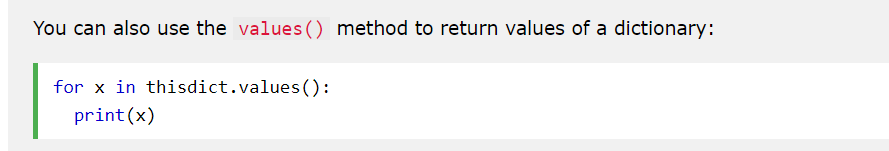 You can also use the values() method to return values of a dictionary:
for x in thisdict.values():
  print(x)